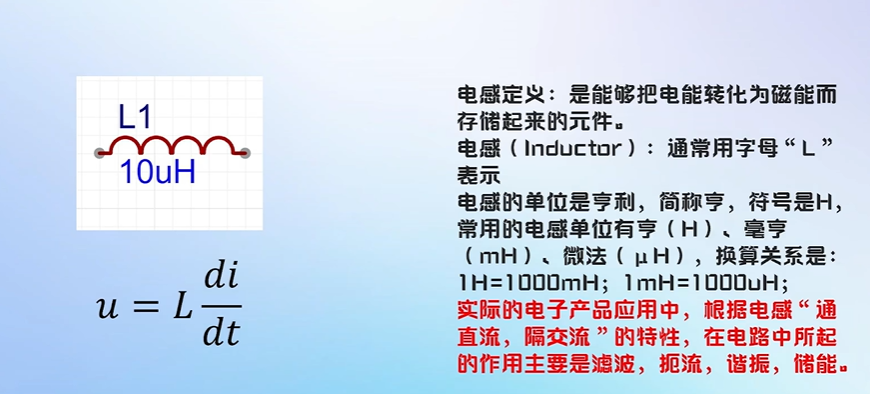 L1
10uH
u = L di/dt
电感定义：是能够把电能转化为磁能而
存储起来的元件。
电感（Inductor）：通常用字母“L”
表示
电感的单位是亨利，简称亨，符号是H，
常用的电感单位有亨（H）、毫亨
（mH）、微法（μH），换算关系是：
1H=1000mH；1mH=1000uH；
实际的电子产品应用中，根据电感“通
直流，隔交流”的特性，在电路中所起
的作用主要是滤波，扼流，谐振，储能。